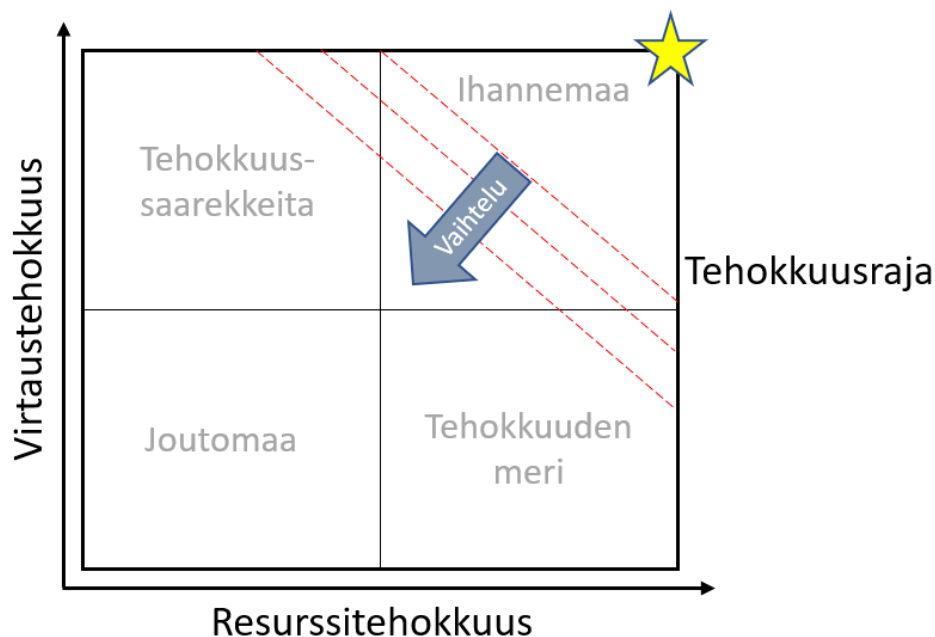 Ihannemaa
Tehokkuus-
saarekkeita
Vaihtelu
Tehokkuusraja
Virtaustehokkuus
Joutomaa
Tehokkuuden
meri
Resurssitehokkuus